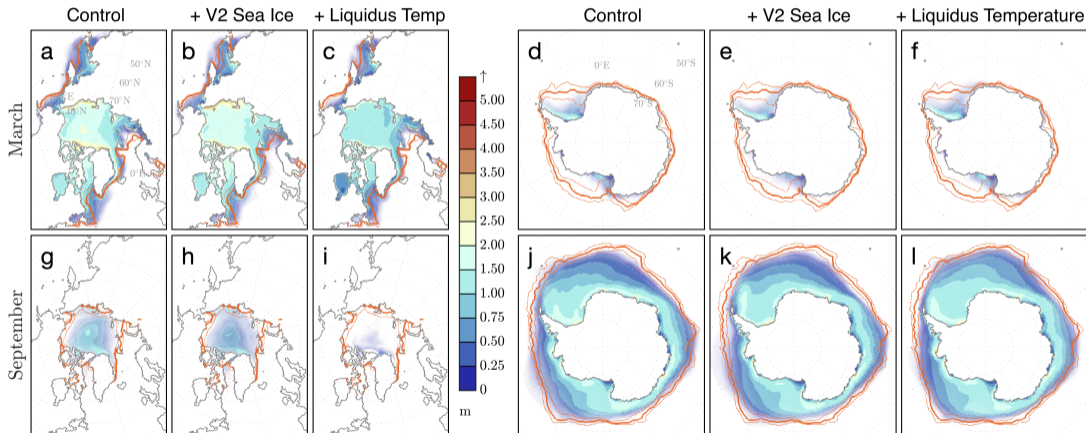 Control
+ V2 Sea Ice
+ Liquidus Temp
Control
+ V2 Sea Ice
+ Liquidus Temperature
March
a
50°N
60°N
70°N
b
c
d
0°E
50°S
60°S
70°S
e
f
↑
5.00
4.50
4.00
3.50
3.00
2.50
2.00
1.50
1.00
0.75
0.50
0.25
0
m
September
g
h
i
j
k
l